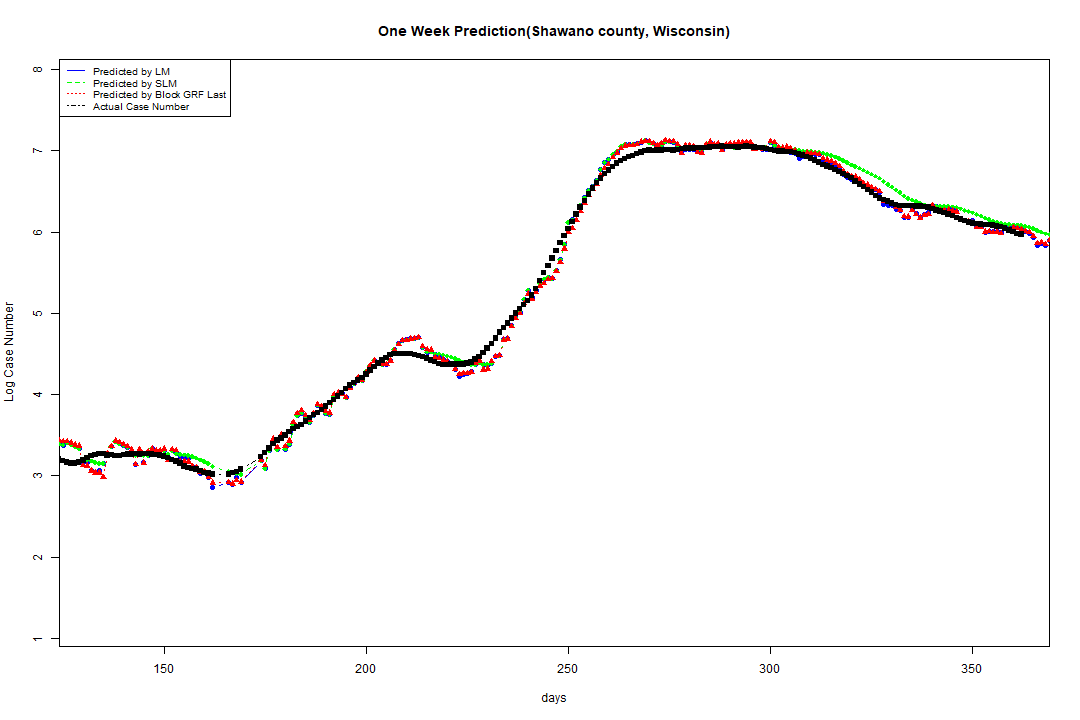 One Week Prediction(Shawano county, Wisconsin)
Predicted by LM
Predicted by SLM
Predicted by Block GRF Last
Actual Case Number
8
7
6
5
4
3
2
1
Log Case Number
150 200 250 300 350
days